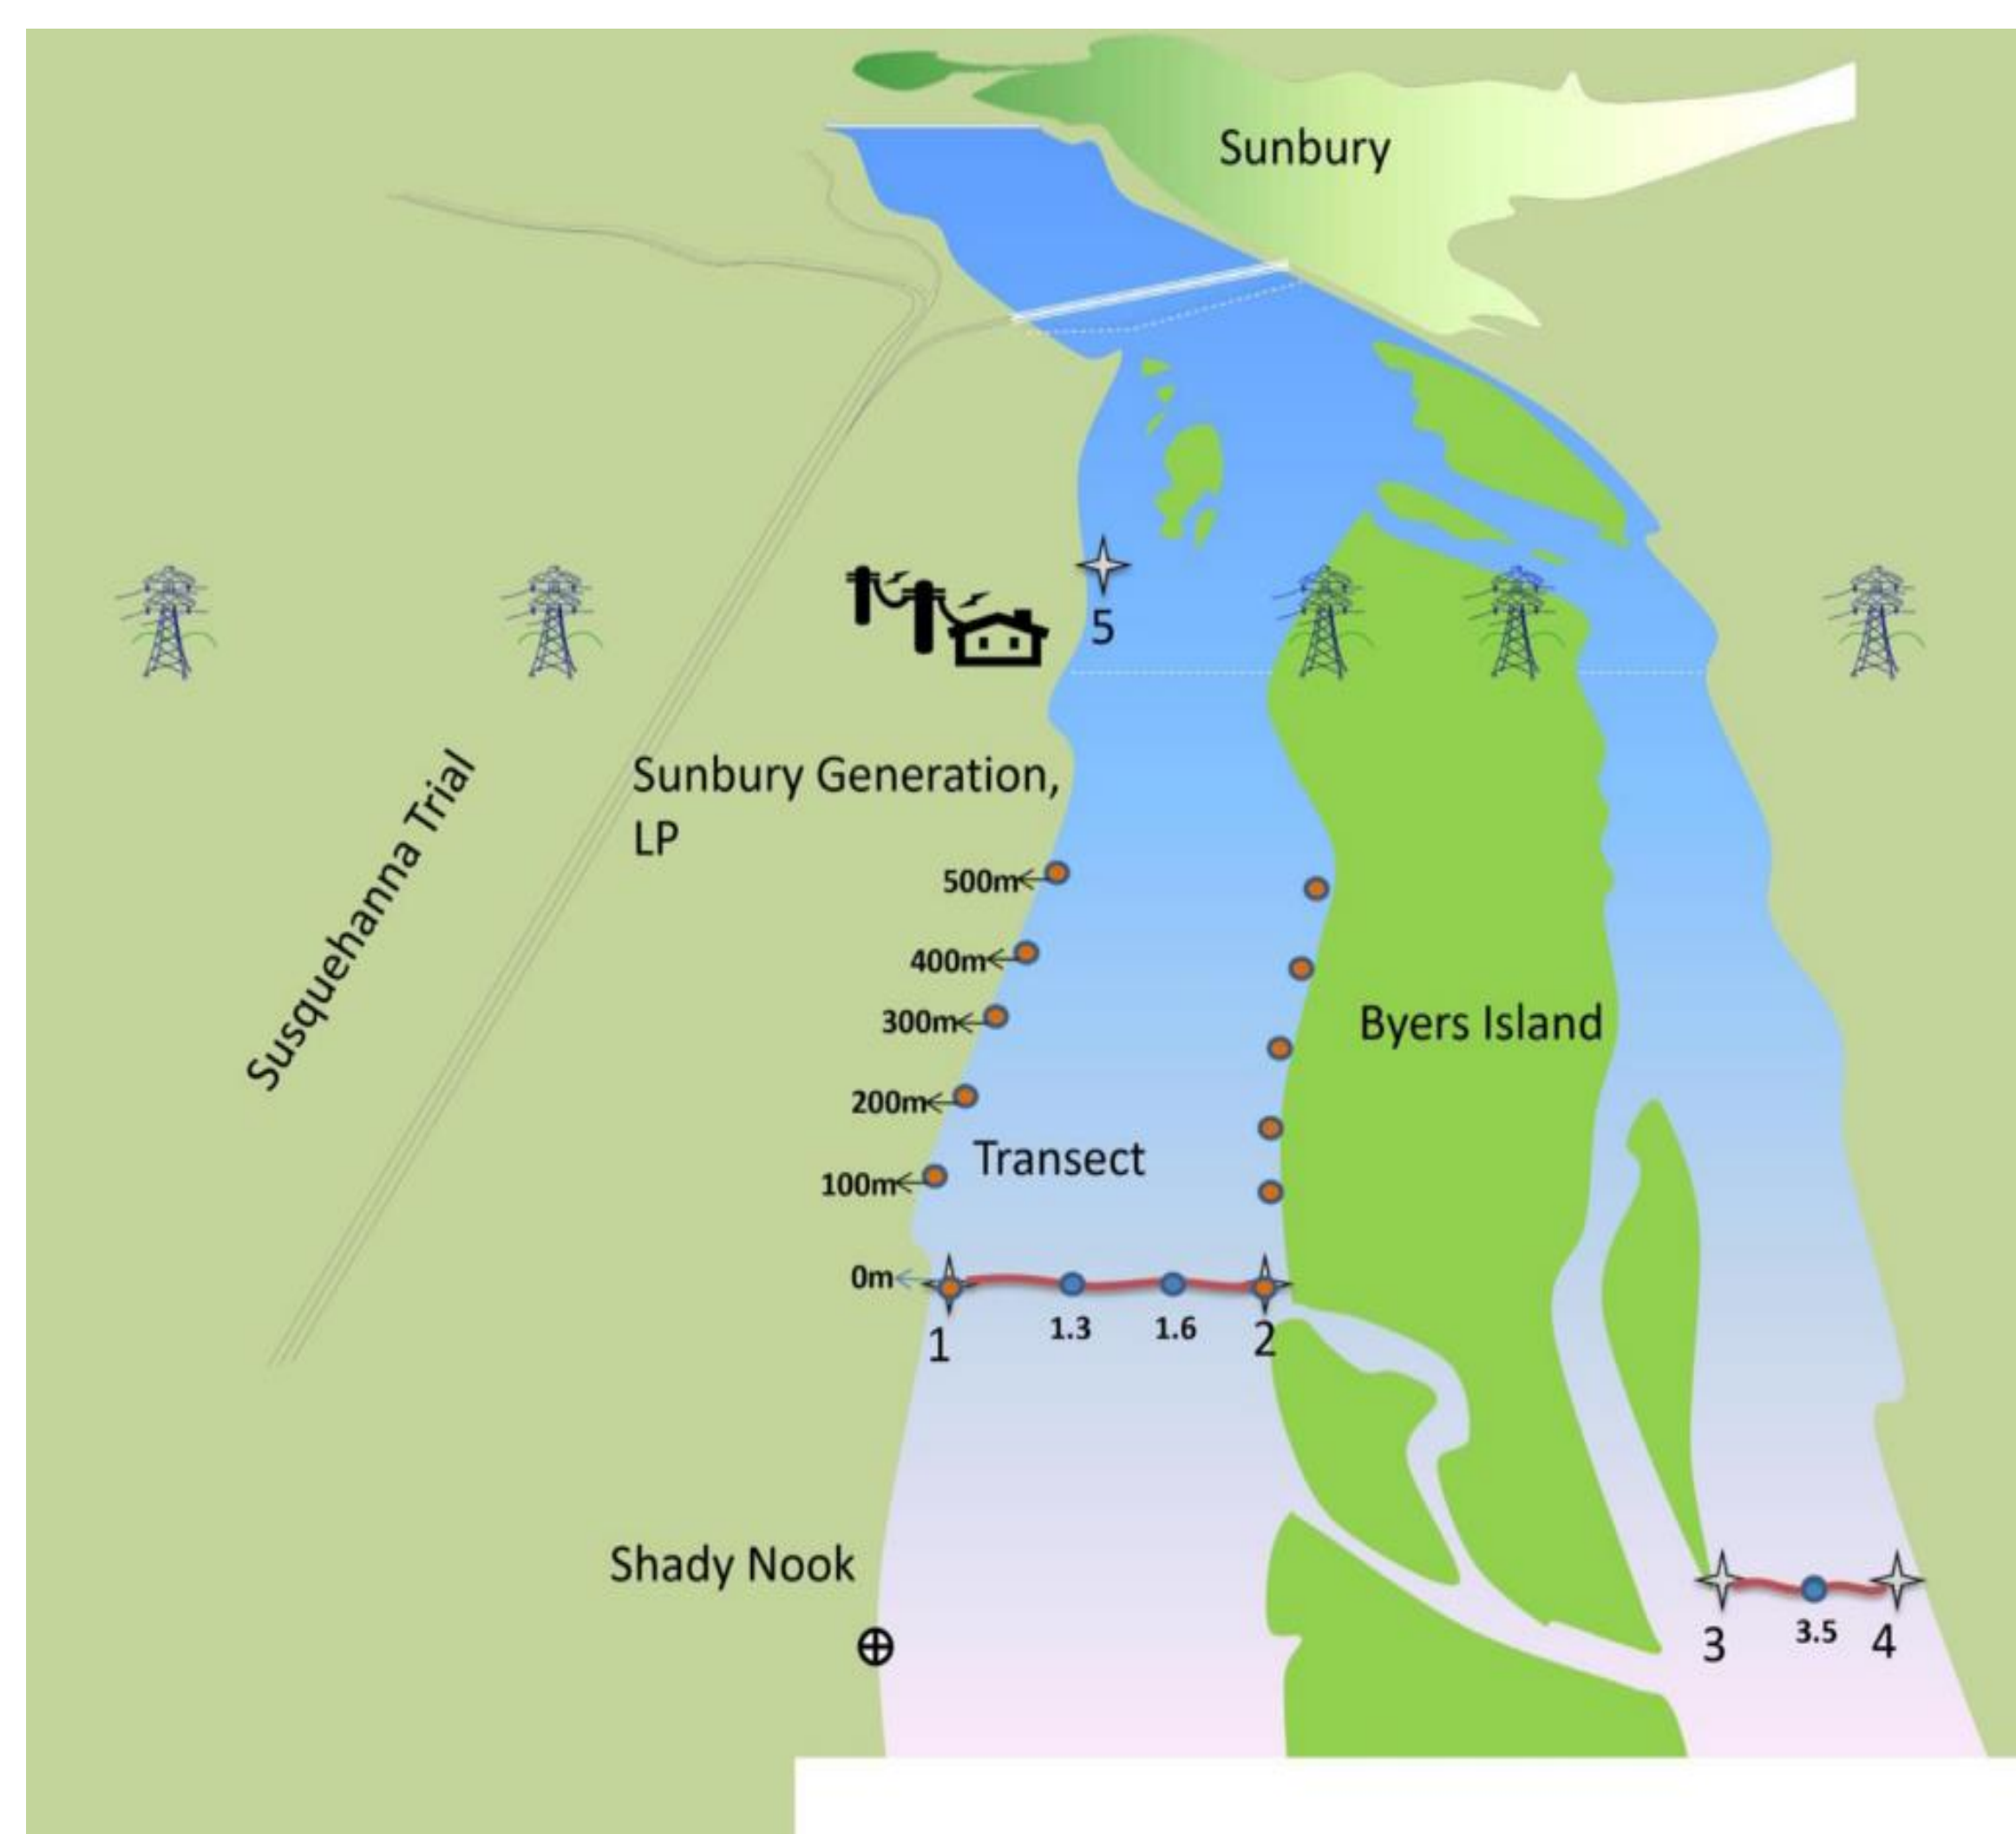 Sunbury
5
Sunbury Generation,
LP
Susquehanna Trial
500m
400m
300m
Byers Island
200m
Transect
100m
0m
1
1.3
1.6
2
Shady Nook
3
3.5
4